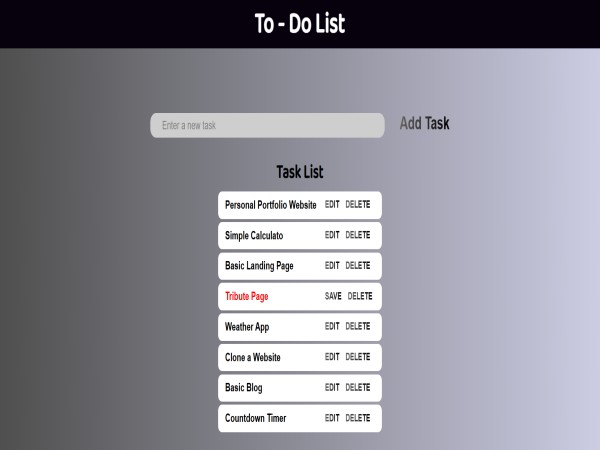 To - Do List
Enter a new task
Add Task
Task List
Personal Portfolio Website EDIT DELETE
Simple Calculato EDIT DELETE
Basic Landing Page EDIT DELETE
Tribute Page SAVE DELETE
Weather App EDIT DELETE
Clone a Website EDIT DELETE
Basic Blog EDIT DELETE
Countdown Timer EDIT DELETE